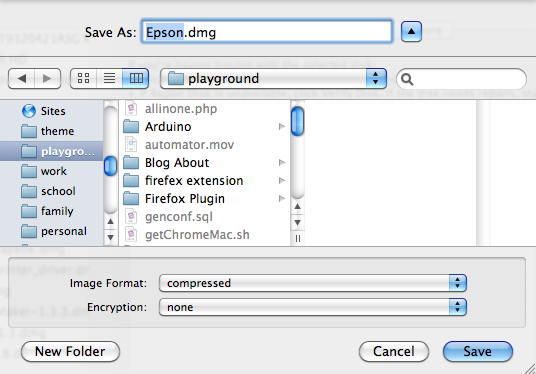 Save As: Epson.dmg
playground
Sites
theme
playgro...
work
school
family
personal
allinone.php
Arduino
automator.mov
Blog About
firefex extension
Firefox Plugin
genconf.sql
getChromeMac.sh
Image Format: compressed
Encryption: none
New Folder Cancel Save